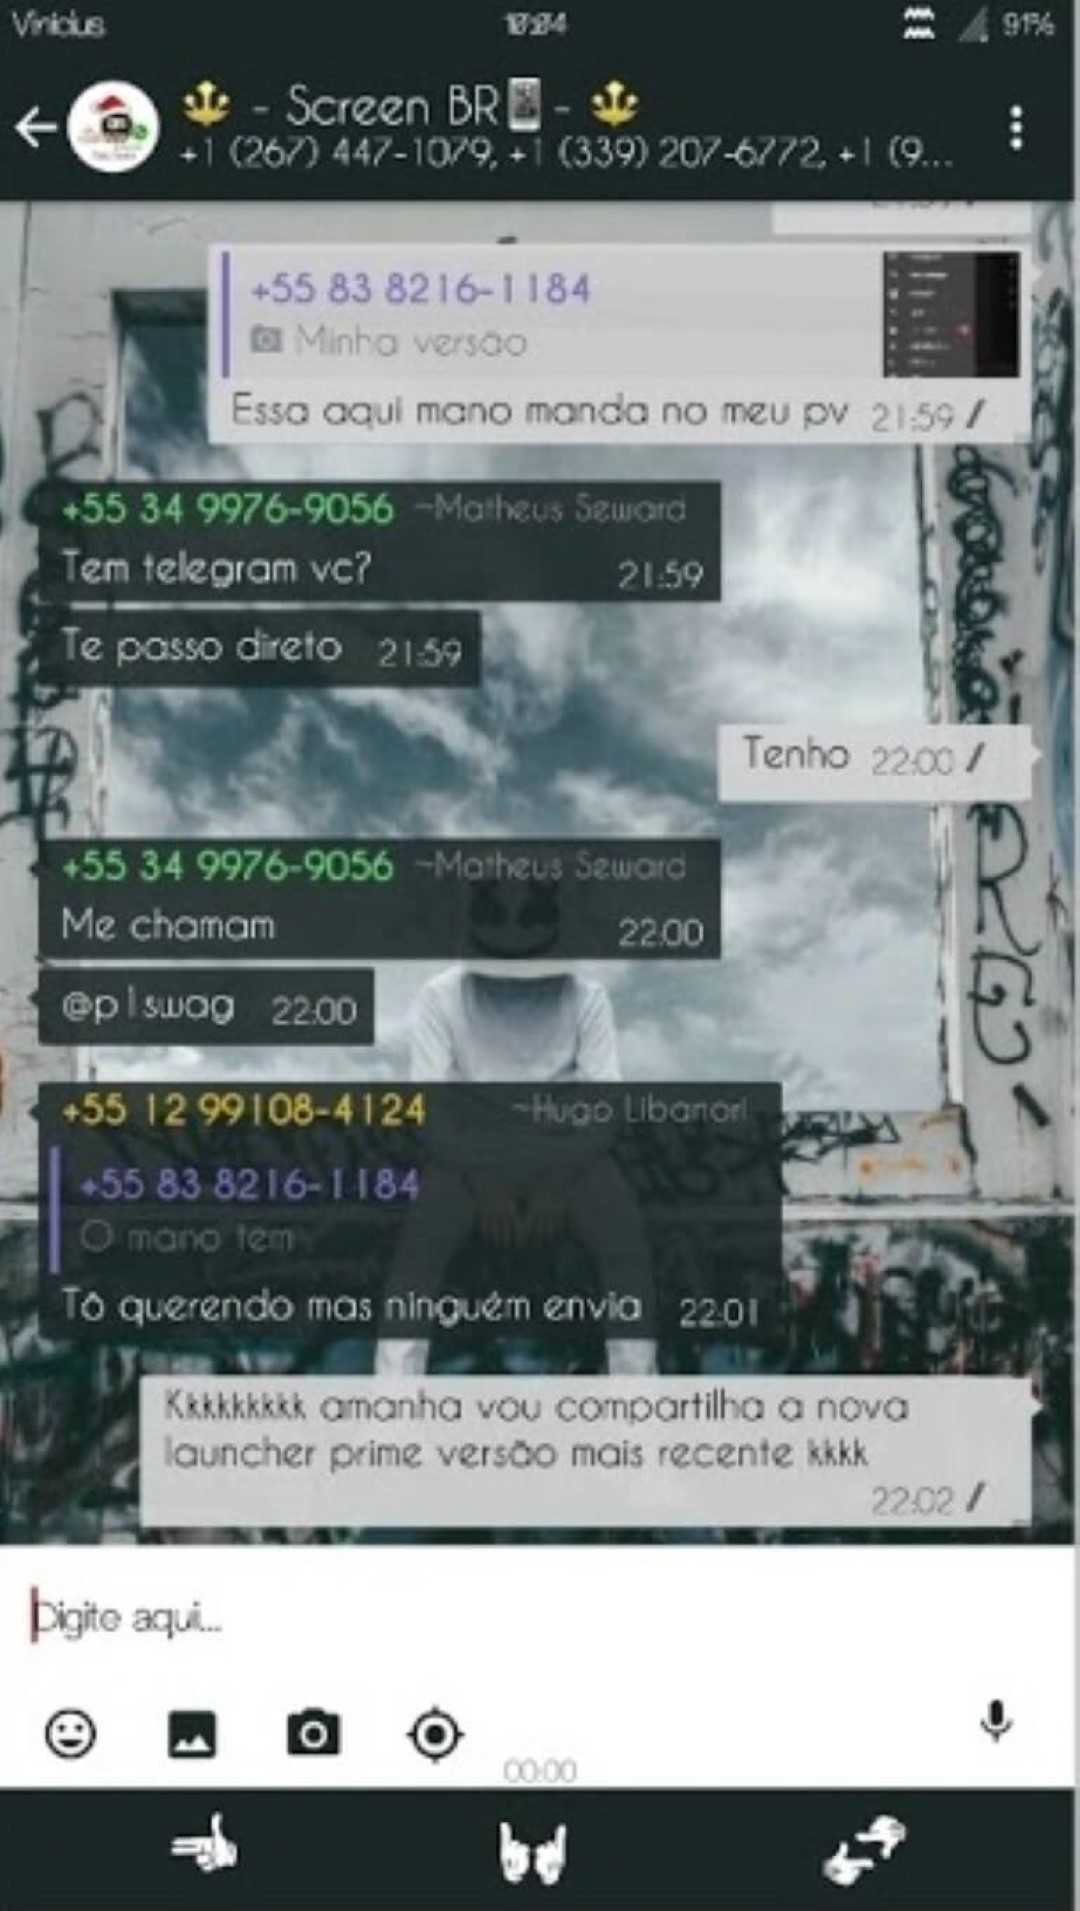 Vinicius 91%
- Screen BR -
+1 (267) 447-1079, +1 (339) 207-6772, +1 (9...
+55 83 8216-1184
Minha versão
Essa aqui mano manda no meu pv 21:59
+55 34 9976-9056 ~Matheus Seward
Tem telegram vc? 21:59
Te passo direto 21:59
Tenho 22:00
+55 34 9976-9056 ~Matheus Seward
Me chamam 22:00
@p1swag 22:00
+55 12 99108-4124 ~Hugo Libanori
+55 83 8216-1184
O mano tem
Tô querendo mas ninguém envia 22:01
Kkkkkkkkk amanha vou compartilha a nova
launcher prime versão mais recente kkkk
22:02
Digite aqui...
00:00